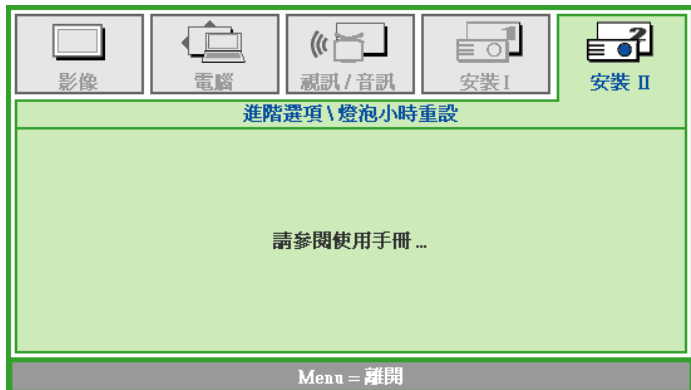 影像
電腦
視訊 / 音訊
安裝 I
2
安裝 II
進階選項 \ 燈泡小時重設
請參閱使用手冊...
Menu = 離開